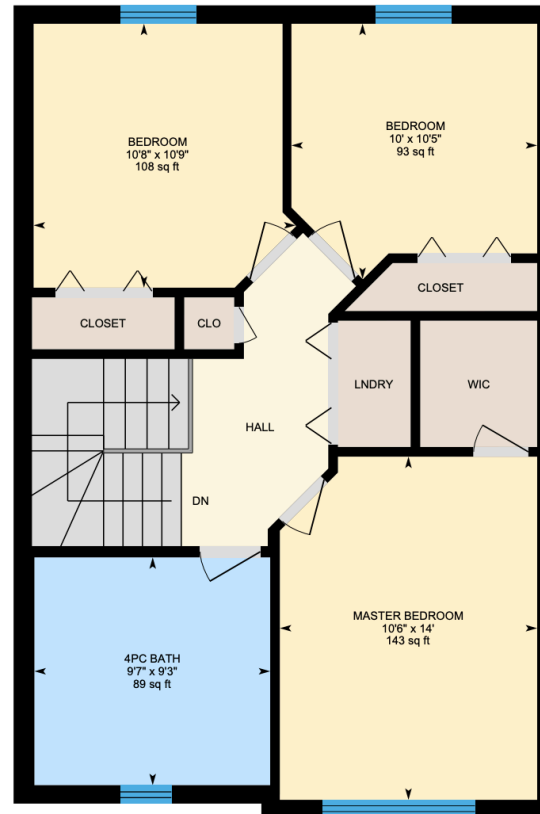 BEDROOM
10'8" x 10'9"
108 sq ft
BEDROOM
10' x 10'5"
93 sq ft
CLOSET
CLOSET
CLO
LNDRY
WIC
HALL
DN
MASTER BEDROOM
10'6" x 14'
143 sq ft
4PC BATH
9'7" x 9'3"
89 sq ft